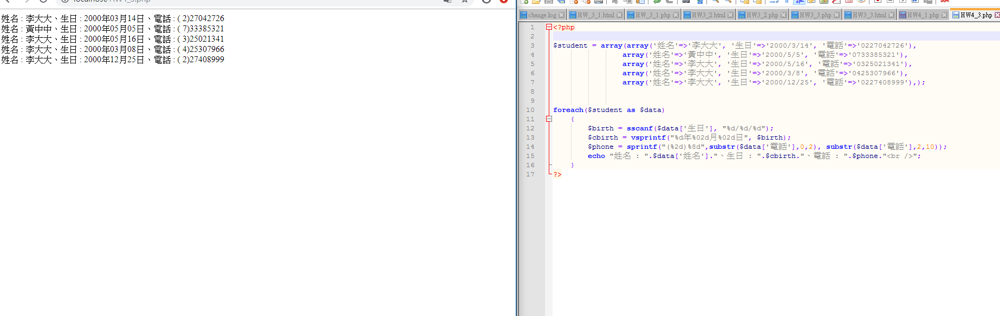 localhost/HW4_3.php
姓名 : 李大大、生日 : 2000年03月14日、電話 : ( 2)27042726
姓名 : 黃中中、生日 : 2000年05月05日、電話 : ( 7)33385321
姓名 : 李大大、生日 : 2000年05月16日、電話 : ( 3)25021341
姓名 : 李大大、生日 : 2000年03月08日、電話 : ( 4)25307966
姓名 : 李大大、生日 : 2000年12月25日、電話 : ( 2)27408999
change.log HW_3_1.html HW_3_1.php HW3_2.html HW3_2.php HW3_3.php HW3_3.html HW4_1.php HW4_3.php
1 <?php
2
3 $student = array(array('姓名'=>'李大大', '生日'=>'2000/3/14', '電話'=>'0227042726'),
4 array('姓名'=>'黃中中', '生日'=>'2000/5/5', '電話'=>'0733385321'),
5 array('姓名'=>'李大大', '生日'=>'2000/5/16', '電話'=>'0325021341'),
6 array('姓名'=>'李大大', '生日'=>'2000/3/8', '電話'=>'0425307966'),
7 array('姓名'=>'李大大', '生日'=>'2000/12/25', '電話'=>'0227408999'),);
8
9
10 foreach($student as $data)
11 {
12 $birth = sscanf($data['生日'], "%d/%d/%d");
13 $cbirth = vsprintf("%d年%02d月%02d日", $birth);
14 $phone = sprintf("(%2d)%8d",substr($data['電話'],0,2), substr($data['電話'],2,10));
15 echo "姓名 : ".$data['姓名']."、生日 : ".$cbirth."、電話 : ".$phone."<br />";
16 }
17 ?>